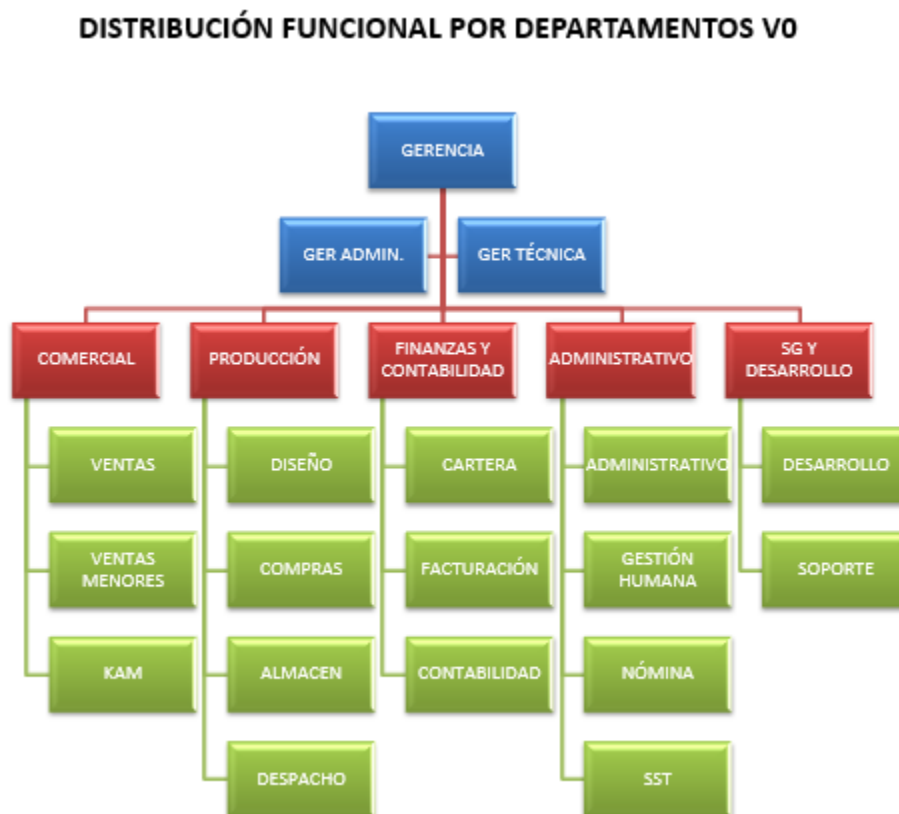 DISTRIBUCIÓN FUNCIONAL POR DEPARTAMENTOS V0
GERENCIA
GER ADMIN.
GER TÉCNICA
COMERCIAL
PRODUCCIÓN
FINANZAS Y
CONTABILIDAD
ADMINISTRATIVO
SG Y
DESARROLLO
VENTAS
DISEÑO
CARTERA
ADMINISTRATIVO
DESARROLLO
VENTAS
MENORES
COMPRAS
FACTURACIÓN
GESTIÓN
HUMANA
SOPORTE
KAM
ALMACEN
CONTABILIDAD
NÓMINA
DESPACHO
SST